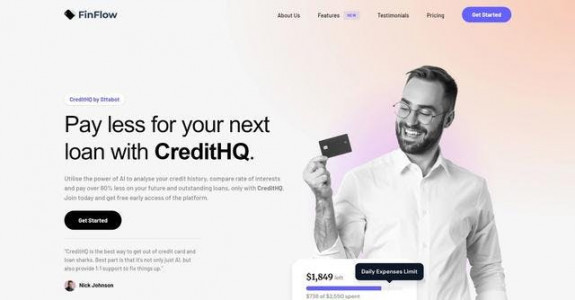 FinFlow
About Us Features NEW Testimonials Pricing Get Started
CreditHQ by Sttabot
Pay less for your next
loan with CreditHQ.
Utilise the power of AI to analyse your credit history, compare rate of interests
and pay over 90% less on your future and outstanding loans, only with CreditHQ.
Join today and get free early access of the platform.
Get Started
"CreditHQ is the best way to get out of credit card and
loan sharks. Best part is that it's not only just AI, but
also provide 1:1 support to fix things up."
Nick Johnson
Daily Expenses Limit
$1,849 left
$738 of $2,550 spent